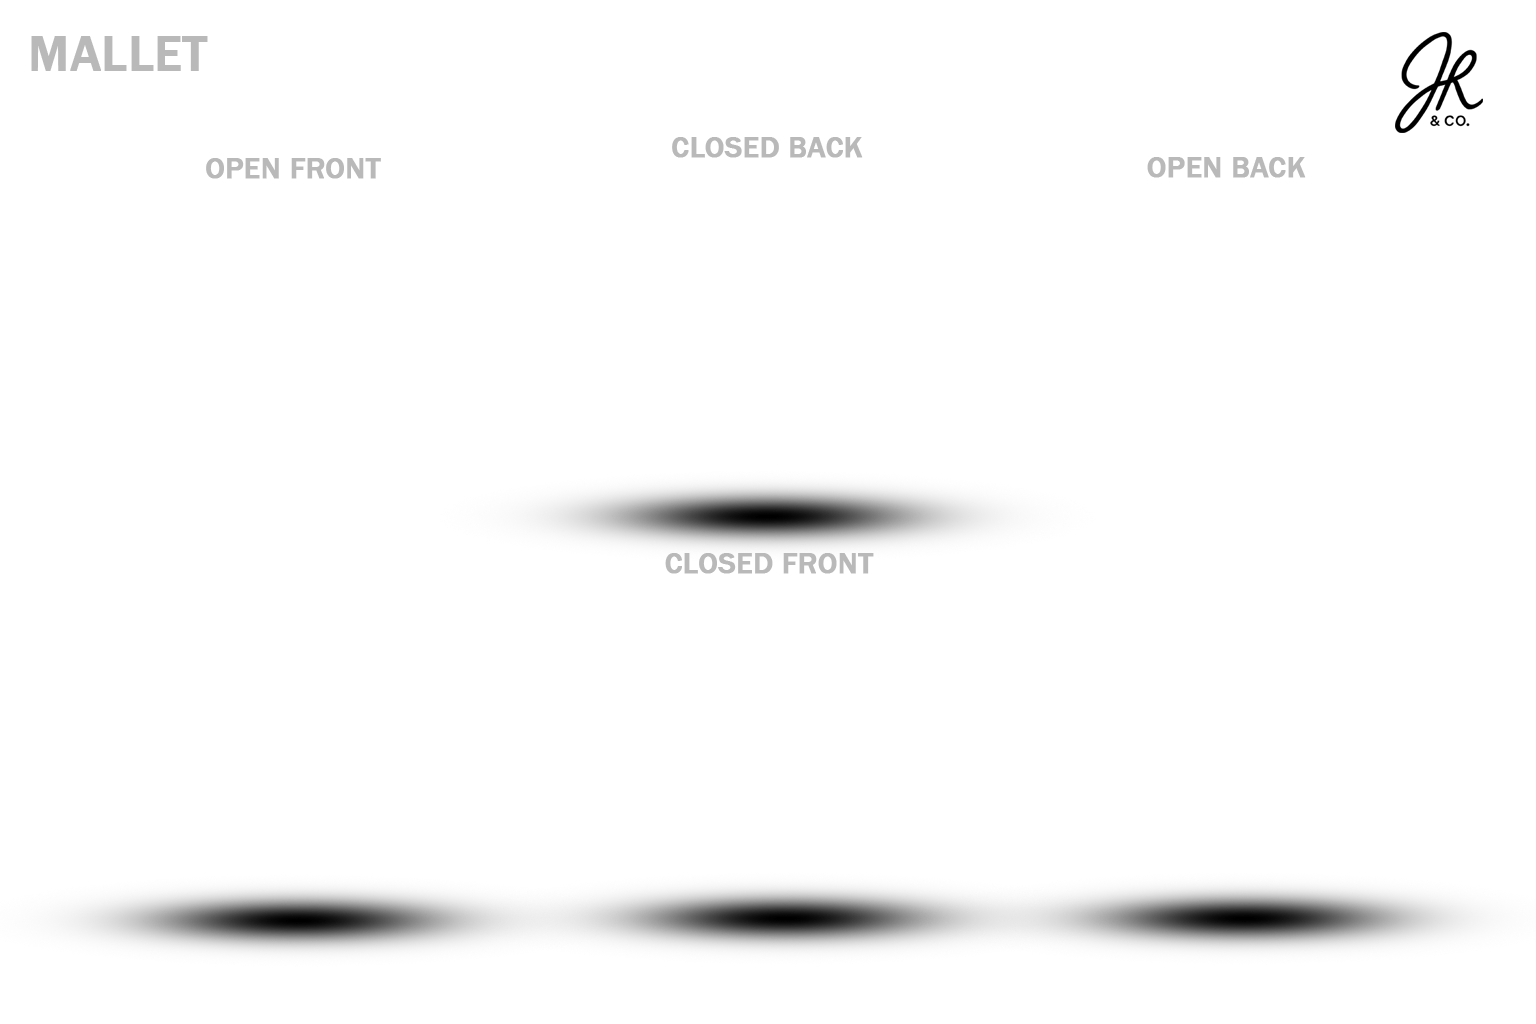 MALLET
JR
& CO.
OPEN FRONT
CLOSED BACK
OPEN BACK
CLOSED FRONT